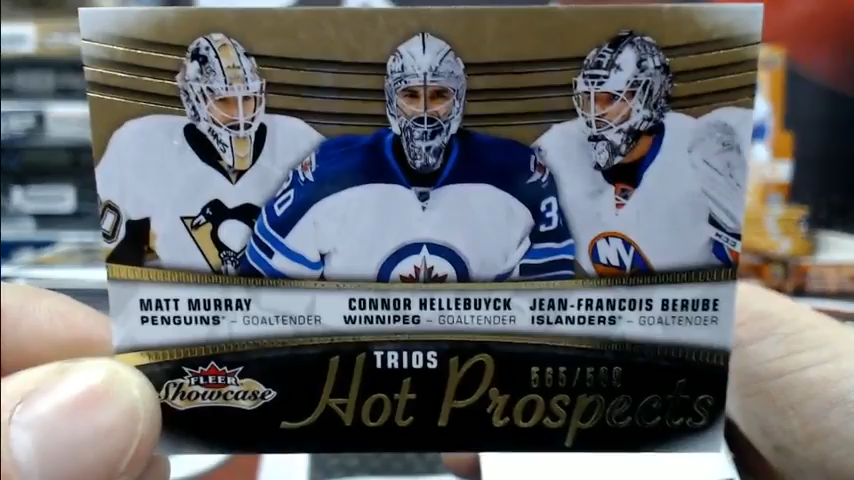 MATT MURRAY CONNOR HELLEBUYCK JEAN-FRANCOIS BERUBE
PENGUINS – GOALTENDER WINNIPEG – GOALTENDER ISLANDERS – GOALTENDER
TRIOS
FLEER
Showcase
Hot Prospects